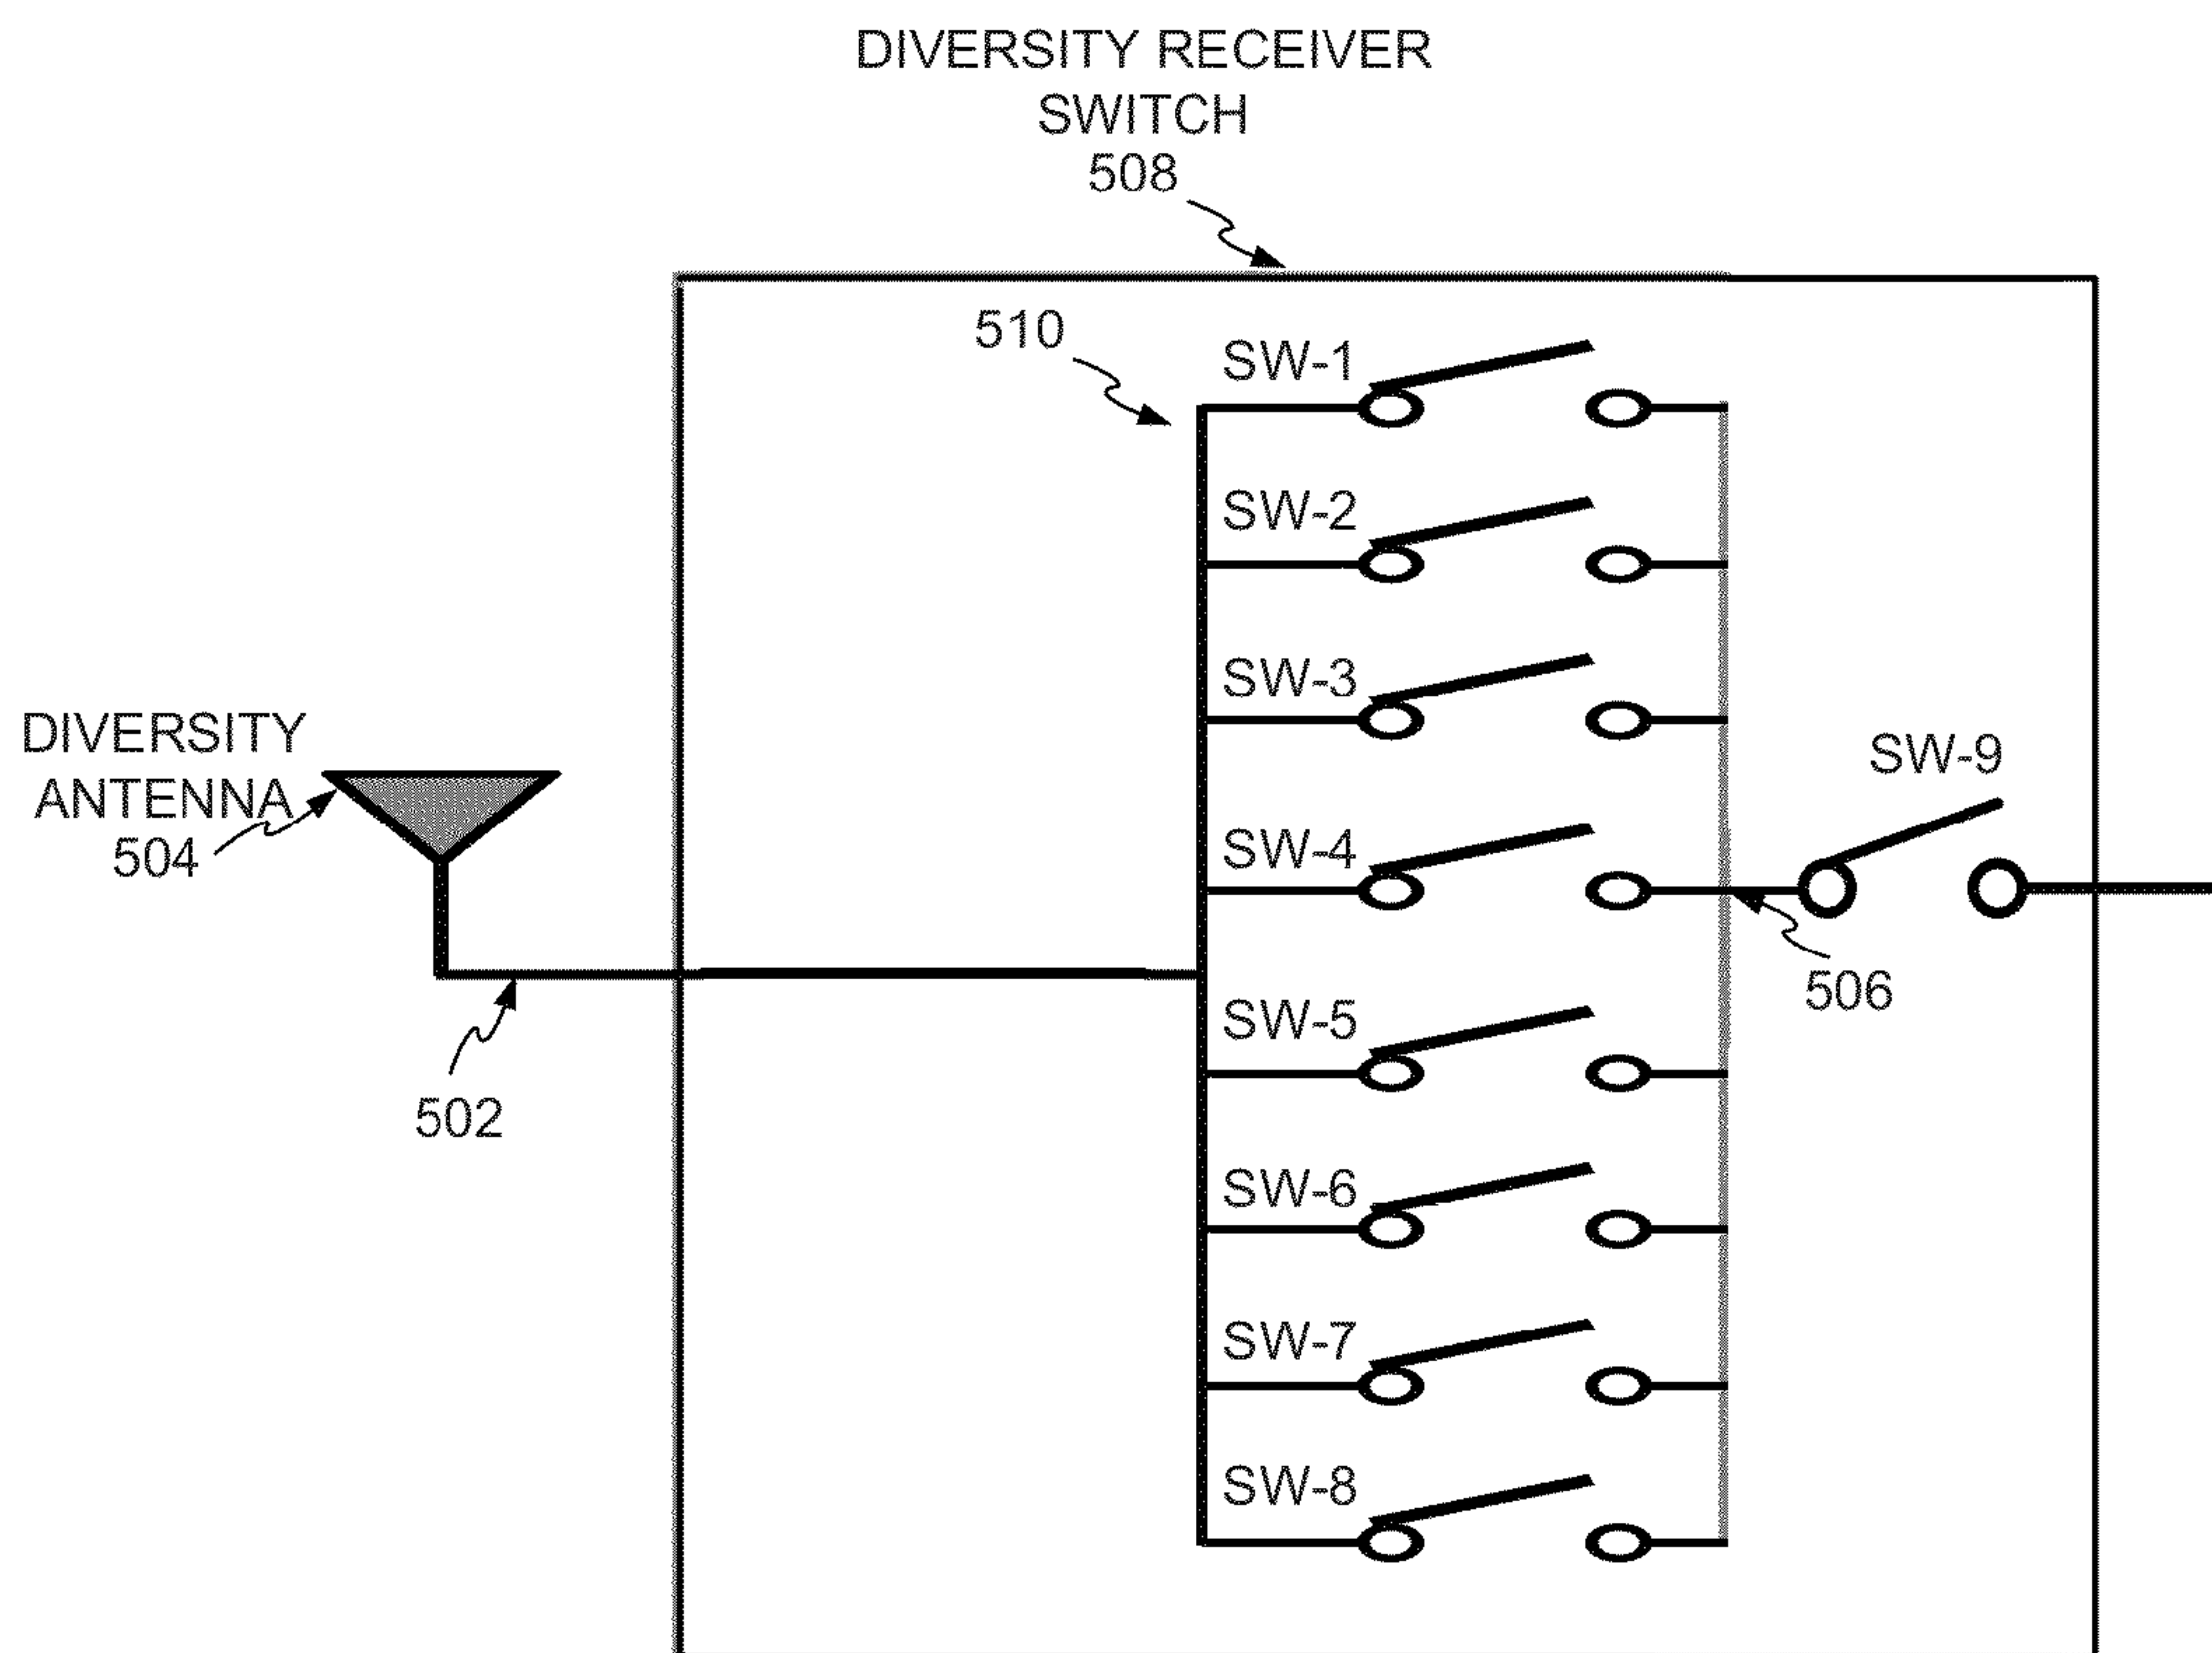 DIVERSITY RECEIVER
SWITCH
508
510
SW-1
SW-2
SW-3
DIVERSITY
ANTENNA
504
SW-4
SW-9
506
502
SW-5
SW-6
SW-7
SW-8